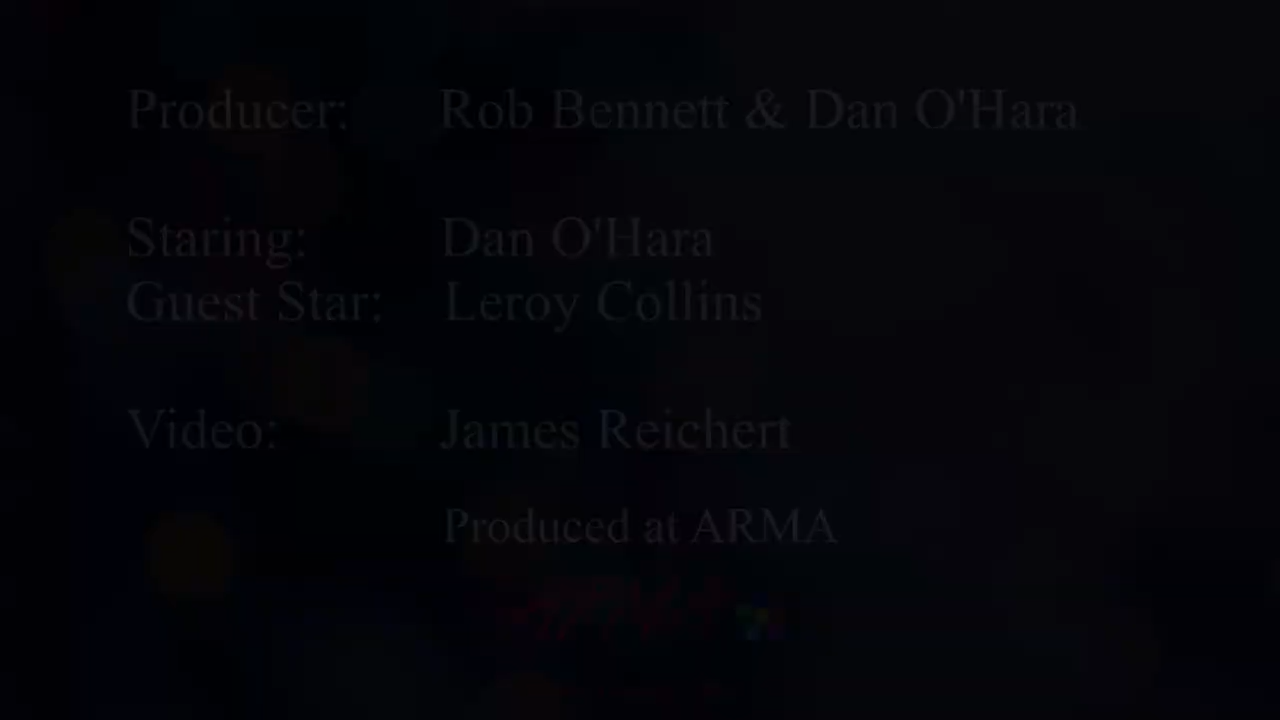 Producer: Rob Bennett & Dan O'Hara
Staring: Dan O'Hara
Guest Star: Leroy Collins
Video: James Reichert
Produced at ARMA